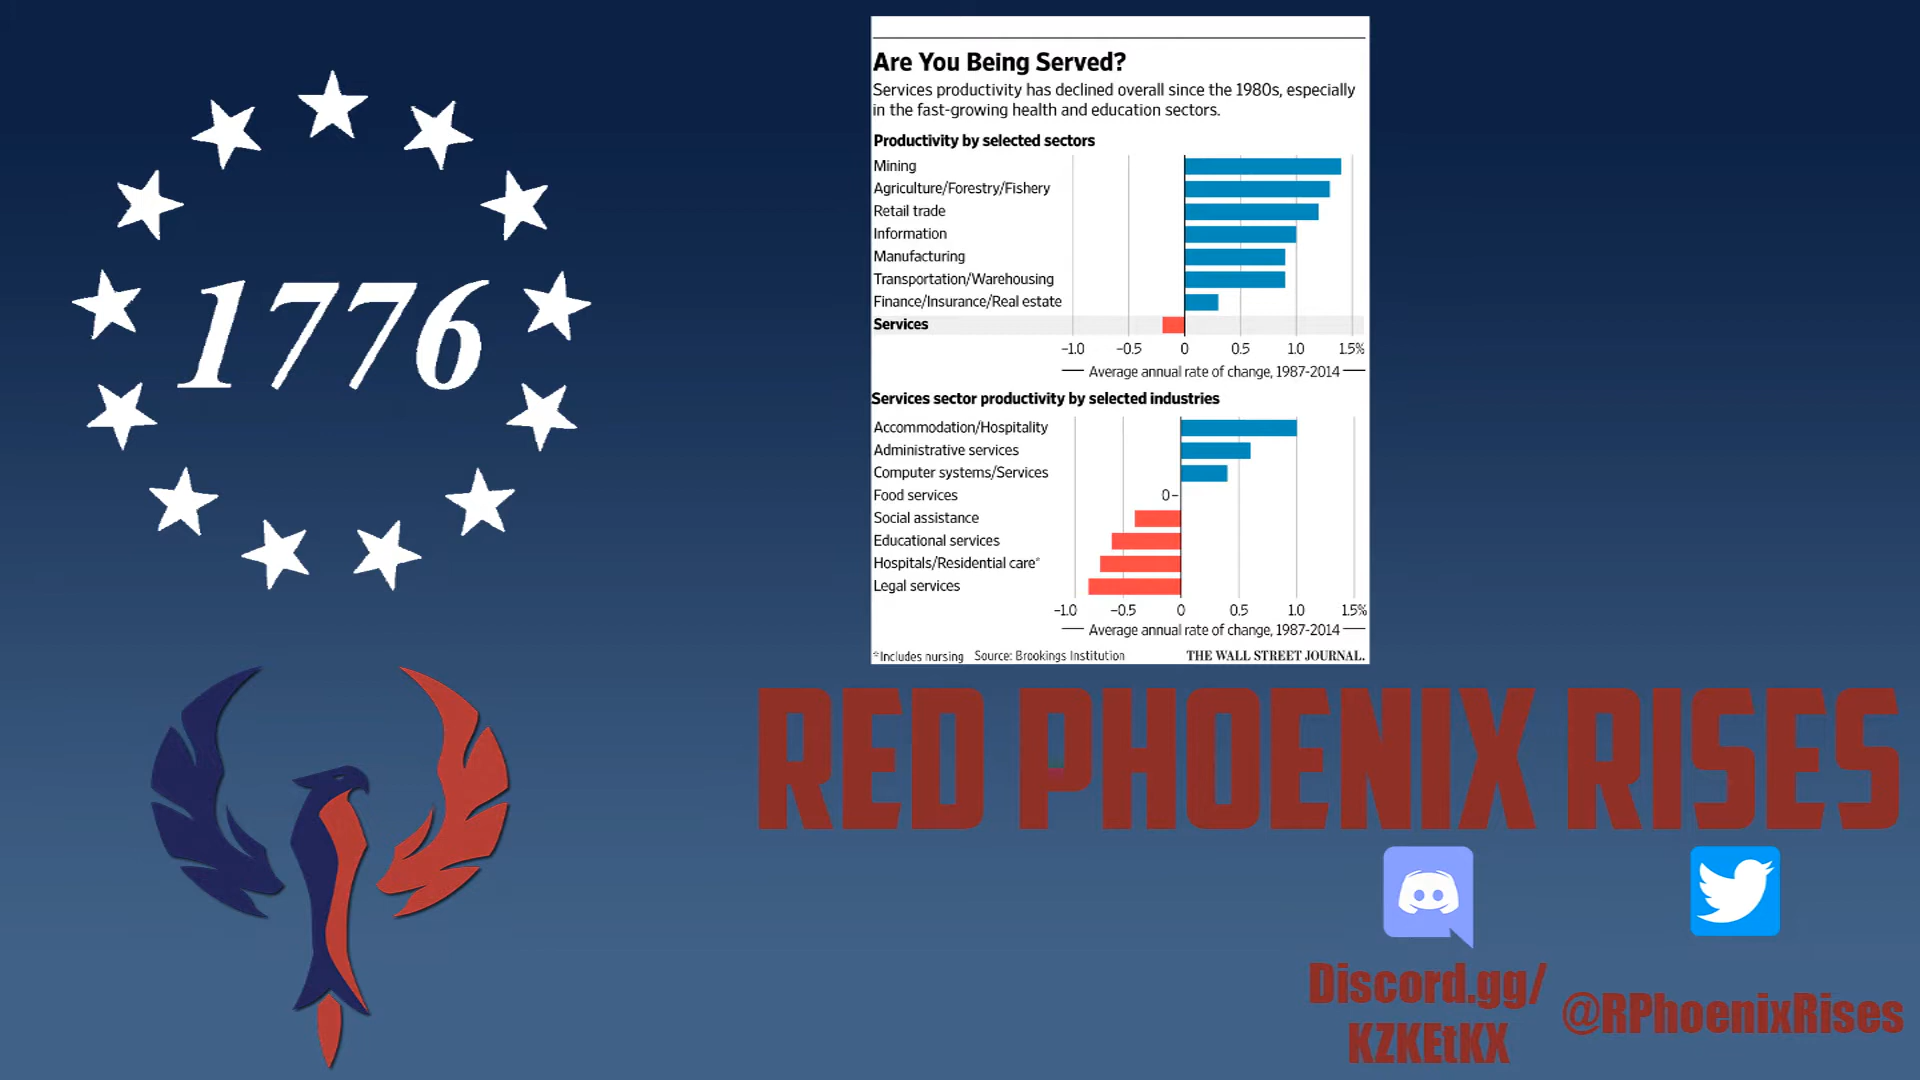 1776
Are You Being Served?
Services productivity has declined overall since the 1980s, especially
in the fast-growing health and education sectors.
Productivity by selected sectors
Mining
Agriculture/Forestry/Fishery
Retail trade
Information
Manufacturing
Transportation/Warehousing
Finance/Insurance/Real estate
Services
−1.0 −0.5 0 0.5 1.0 1.5%
Average annual rate of change, 1987-2014
Services sector productivity by selected industries
Accommodation/Hospitality
Administrative services
Computer systems/Services
Food services 0
Social assistance
Educational services
Hospitals/Residential care*
Legal services
−1.0 −0.5 0 0.5 1.0 1.5%
Average annual rate of change, 1987-2014
*Includes nursing Source: Brookings Institution THE WALL STREET JOURNAL.
RED PHOENIX RISES
Discord.gg/
KZKEtKX
@RPhoenixRises